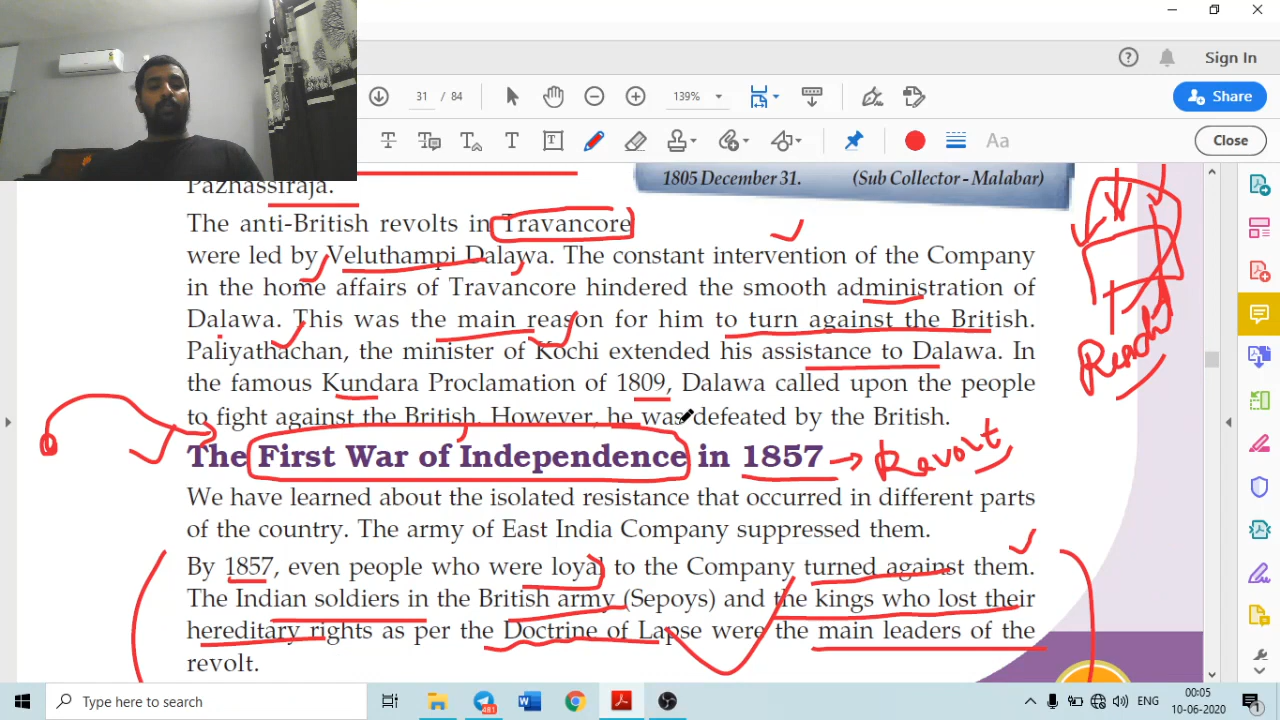 Sign In
31 / 84
139%
Share
Aa
Close
Pazhassiraja.
1805 December 31. (Sub Collector - Malabar)
The anti-British revolts in Travancore
were led by Veluthampi Dalawa. The constant intervention of the Company
in the home affairs of Travancore hindered the smooth administration of
Dalawa. This was the main reason for him to turn against the British.
Paliyathachan, the minister of Kochi extended his assistance to Dalawa. In
the famous Kundara Proclamation of 1809, Dalawa called upon the people
to fight against the British. However, he was defeated by the British.
The First War of Independence in 1857
Revolt
We have learned about the isolated resistance that occurred in different parts
of the country. The army of East India Company suppressed them.
By 1857, even people who were loyal to the Company turned against them.
The Indian soldiers in the British army (Sepoys) and the kings who lost their
hereditary rights as per the Doctrine of Lapse were the main leaders of the
revolt.
Type here to search
481
ENG
00:05
10-06-2020
1